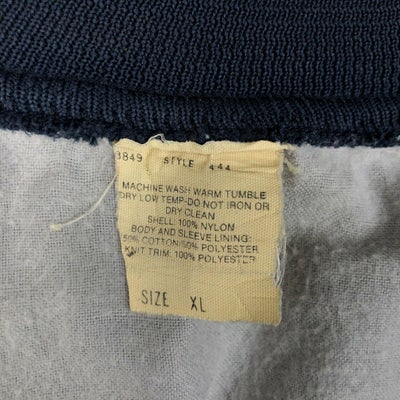 3849 STYLE 444
MACHINE WASH WARM TUMBLE
DRY LOW TEMP-DO NOT IRON OR
DRY CLEAN
SHELL: 100% NYLON
BODY AND SLEEVE LINING:
50% COTTON/50% POLYESTER
KNIT TRIM: 100% POLYESTER
SIZE XL